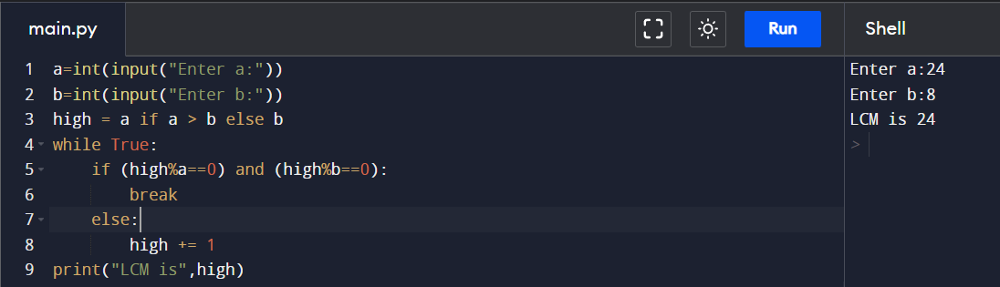 main.py Run Shell
1 a=int(input("Enter a:"))
2 b=int(input("Enter b:"))
3 high = a if a > b else b
4 while True:
5     if (high%a==0) and (high%b==0):
6         break
7     else:
8         high += 1
9 print("LCM is",high)
Enter a:24
Enter b:8
LCM is 24
>